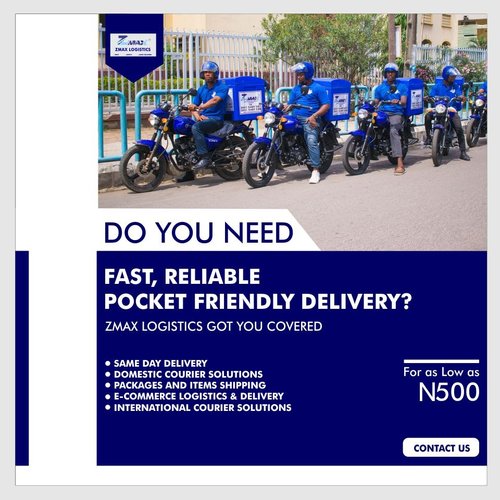 ZMAX LOGISTICS
DO YOU NEED
FAST, RELIABLE
POCKET FRIENDLY DELIVERY?
ZMAX LOGISTICS GOT YOU COVERED
• SAME DAY DELIVERY
• DOMESTIC COURIER SOLUTIONS
• PACKAGES AND ITEMS SHIPPING
• E-COMMERCE LOGISTICS & DELIVERY
• INTERNATIONAL COURIER SOLUTIONS
For as Low as
N500
CONTACT US